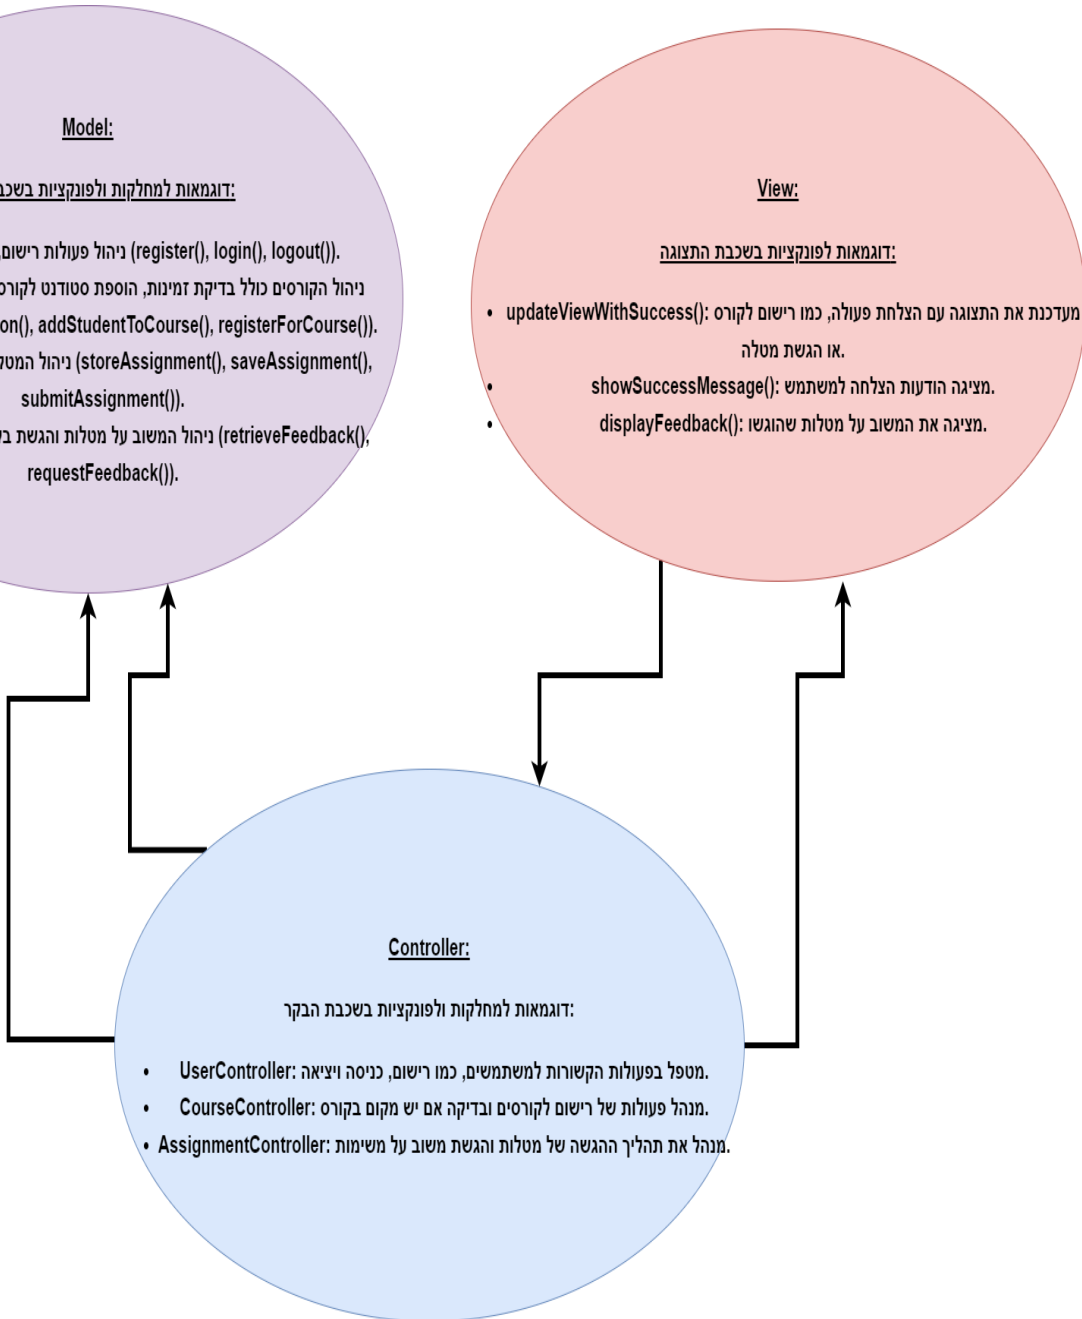 Model:
דוגמאות למחלקות ולפונקציות:
ניהול פעולות רישום, (register(), login(), logout()).
ניהול הקורסים כולל בדיקת זמינות, הוספת סטודנט
addStudentToCourse(), registerForCourse()).
ניהול (storeAssignment(), saveAssignment(),
submitAssignment()).
ניהול המשוב על מטלות והגשת (retrieveFeedback(),
requestFeedback()).
View:
דוגמאות לפונקציות בשכבת התצוגה:
• updateViewWithSuccess(): מעדכנת את התצוגה עם הצלחת פעולה, כמו רישום לקורס
או הגשת מטלה.
• showSuccessMessage(): מציגה הודעות הצלחה למשתמש.
• displayFeedback(): מציגה את המשוב על מטלות שהוגשו.
Controller:
דוגמאות למחלקות ולפונקציות בשכבת הבקר:
• UserController: מטפל בפעולות הקשורות למשתמשים, כמו רישום, כניסה ויציאה.
• CourseController: מנהל פעולות של רישום לקורסים ובדיקה אם יש מקום בקורס.
• AssignmentController: מנהל את תהליך ההגשה של מטלות והגשת משוב על משימות.